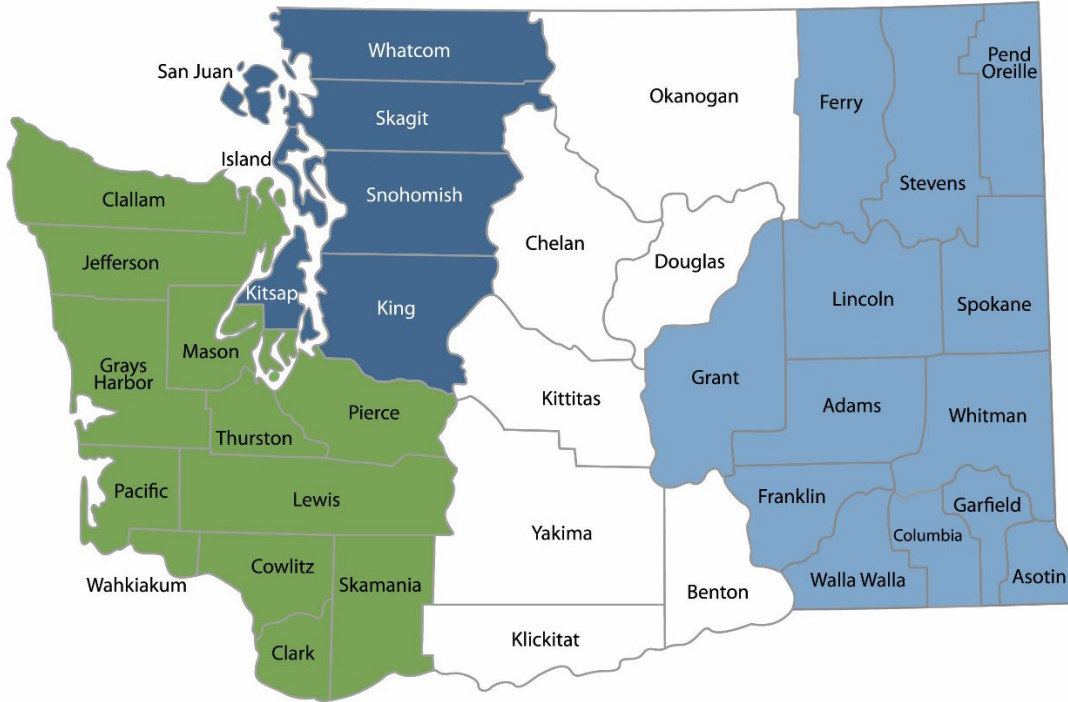 Whatcom
San Juan
Pend
Oreille
Okanogan
Ferry
Skagit
Island
Stevens
Clallam
Snohomish
Chelan
Douglas
Jefferson
Kitsap
Lincoln
Spokane
King
Mason
Grays
Harbor
Grant
Kittitas
Adams
Whitman
Pierce
Thurston
Pacific
Lewis
Franklin
Garfield
Yakima
Columbia
Cowlitz
Wahkiakum
Skamania
Benton
Walla Walla
Asotin
Klickitat
Clark